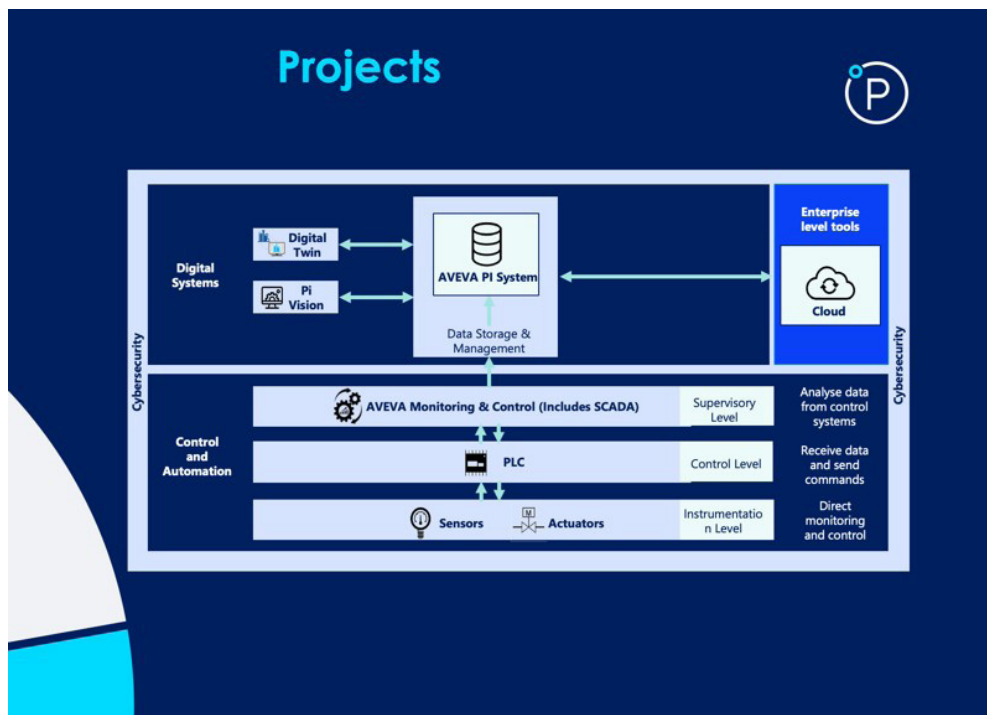 Projects
P
Cybersecurity
Digital
Systems
Digital
Twin
Pi
Vision
AVEVA PI System
Data Storage &
Management
Enterprise
level tools
Cloud
Cybersecurity
Control
and
Automation
AVEVA Monitoring & Control (Includes SCADA)
Supervisory
Level
Analyse data
from control
systems
PLC
Control Level
Receive data
and send
commands
Sensors
M
Actuators
Instrumentatio
n Level
Direct
monitoring
and control